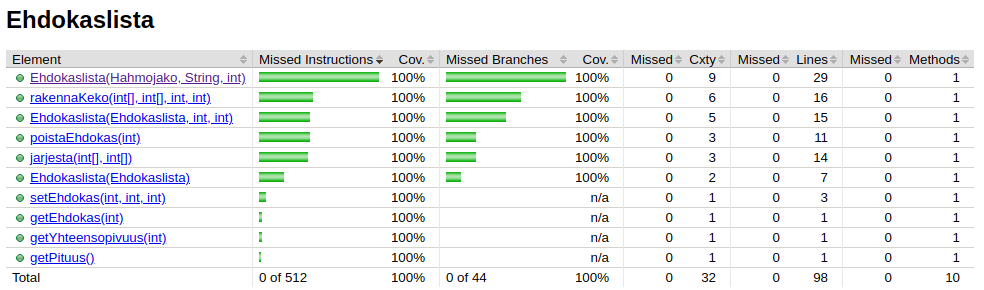 Ehdokaslista
Element Missed Instructions Cov. Missed Branches Cov. Missed Cxty Missed Lines Missed Methods
Ehdokaslista(Hahmojako, String, int) 100% 100% 0 9 0 29 0 1
rakennaKeko(int[], int[], int, int) 100% 100% 0 6 0 16 0 1
Ehdokaslista(Ehdokaslista, int, int) 100% 100% 0 5 0 15 0 1
poistaEhdokas(int) 100% 100% 0 3 0 11 0 1
jarjesta(int[], int[]) 100% 100% 0 3 0 14 0 1
Ehdokaslista(Ehdokaslista) 100% 100% 0 2 0 7 0 1
setEhdokas(int, int, int) 100% n/a 0 1 0 3 0 1
getEhdokas(int) 100% n/a 0 1 0 1 0 1
getYhteensopivuus(int) 100% n/a 0 1 0 1 0 1
getPituus() 100% n/a 0 1 0 1 0 1
Total 0 of 512 100% 0 of 44 100% 0 32 0 98 0 10